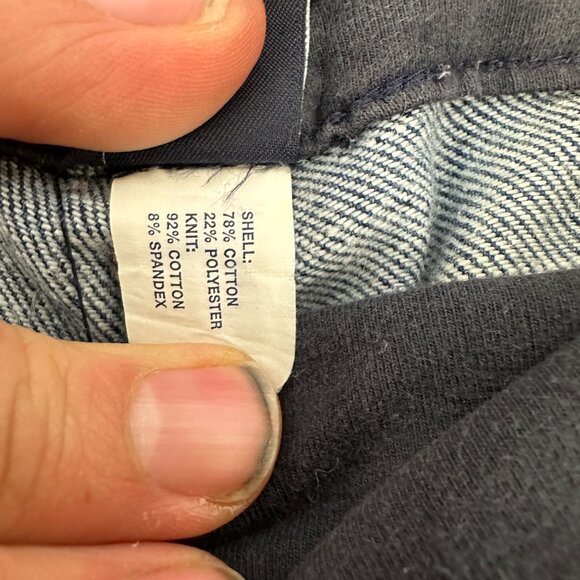 SHELL:
78% COTTON
22% POLYESTER
KNIT:
92% COTTON
8% SPANDEX